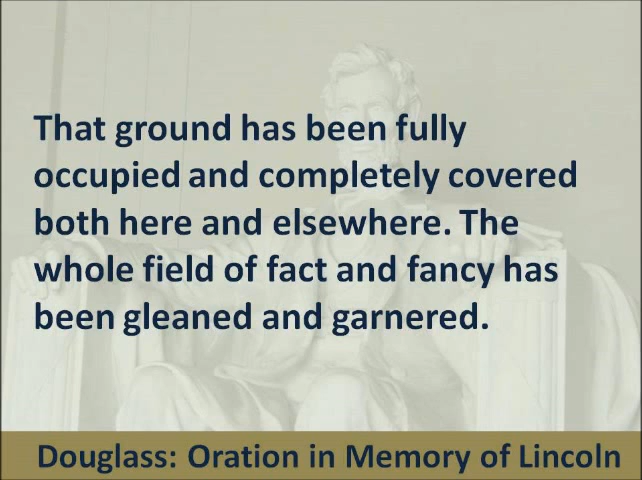 That ground has been fully
occupied and completely covered
both here and elsewhere. The
whole field of fact and fancy has
been gleaned and garnered.
Douglass: Oration in Memory of Lincoln